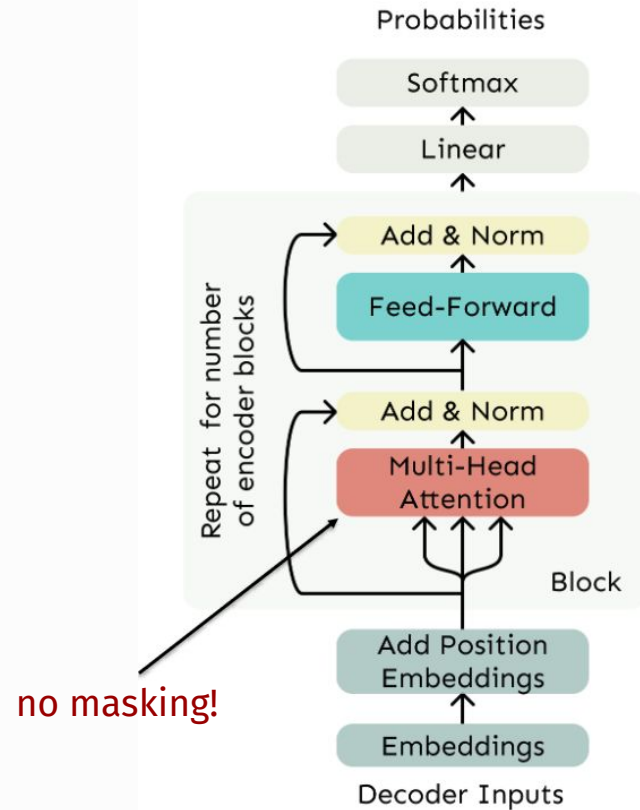 Probabilities
Softmax
Linear
Add & Norm
Feed-Forward
Repeat for number
of encoder blocks
Add & Norm
Multi-Head
Attention
Block
no masking!
Add Position
Embeddings
Embeddings
Decoder Inputs